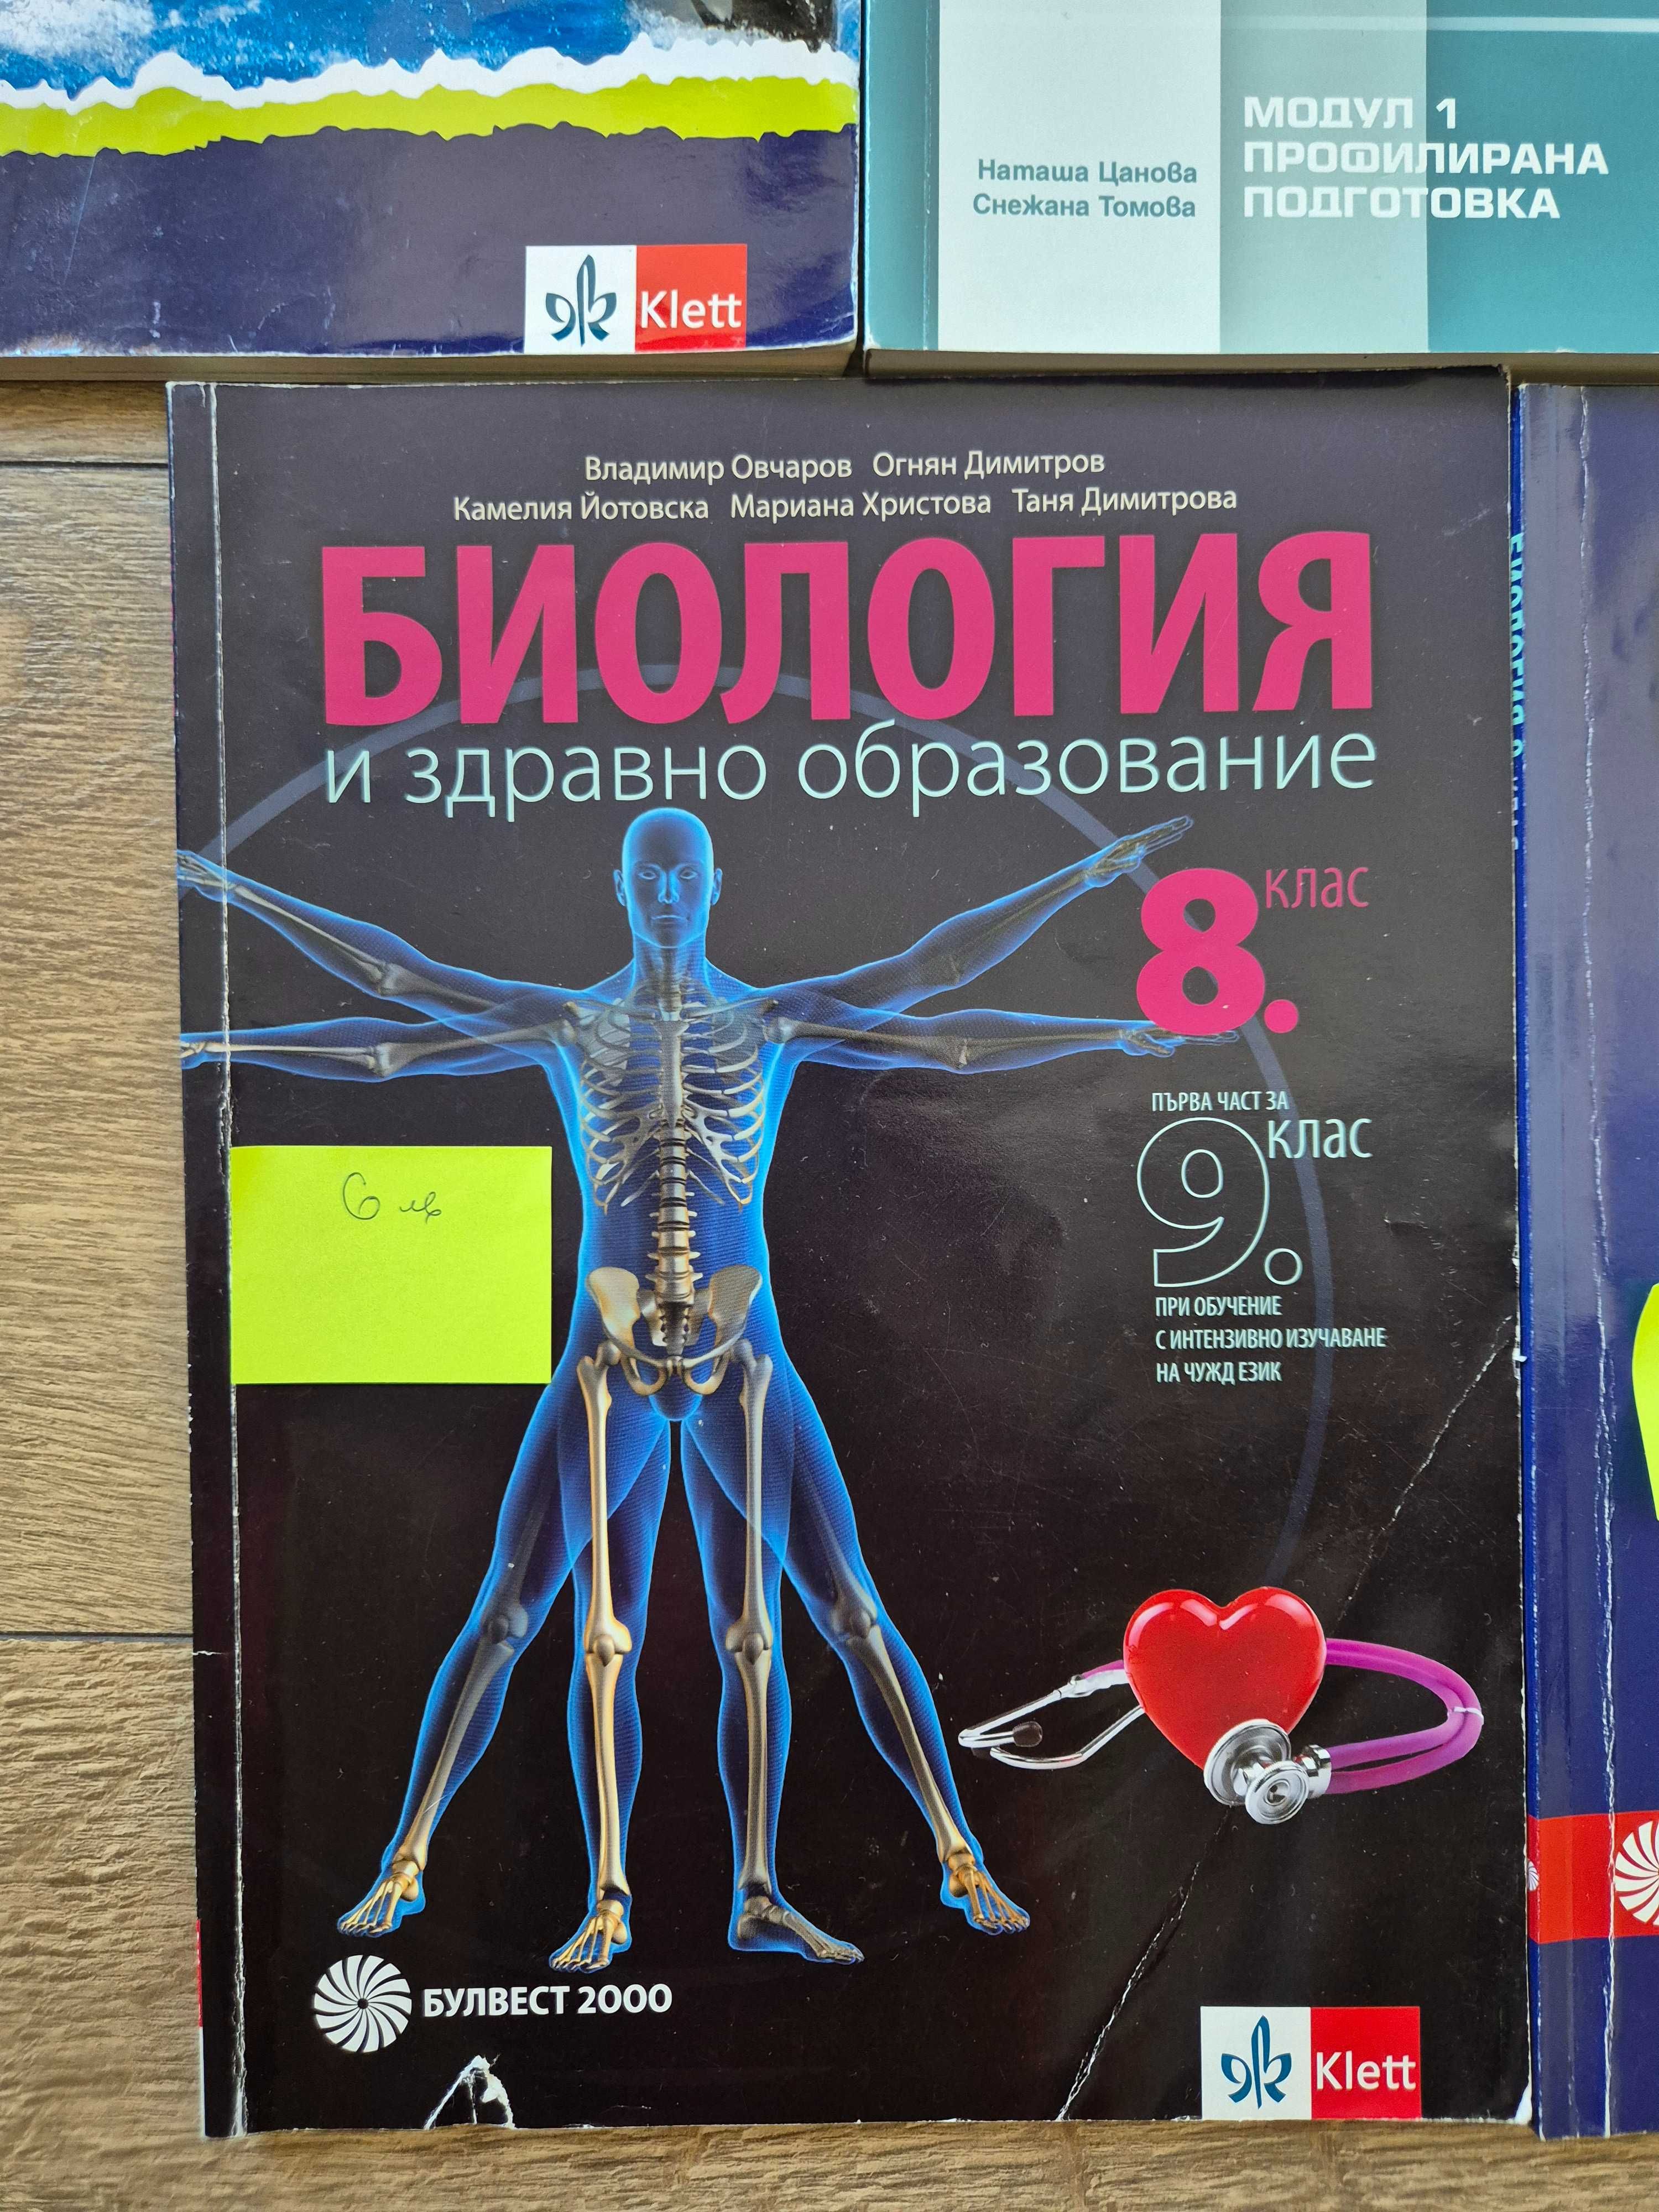 Klett
Наташа Цанова
Снежана Томова
МОДУЛ 1
ПРОФИЛИРАНА
ПОДГОТОВКА
Владимир Овчаров Огнян Димитров
Камелия Йотовска Мариана Христова Таня Димитрова
БИОЛОГИЯ
и здравно образование
8. клас
ПЪРВА ЧАСТ ЗА
9. клас
ПРИ ОБУЧЕНИЕ
С ИНТЕНЗИВНО ИЗУЧАВАНЕ
НА ЧУЖД ЕЗИК
6 лв
БУЛВЕСТ 2000
Klett